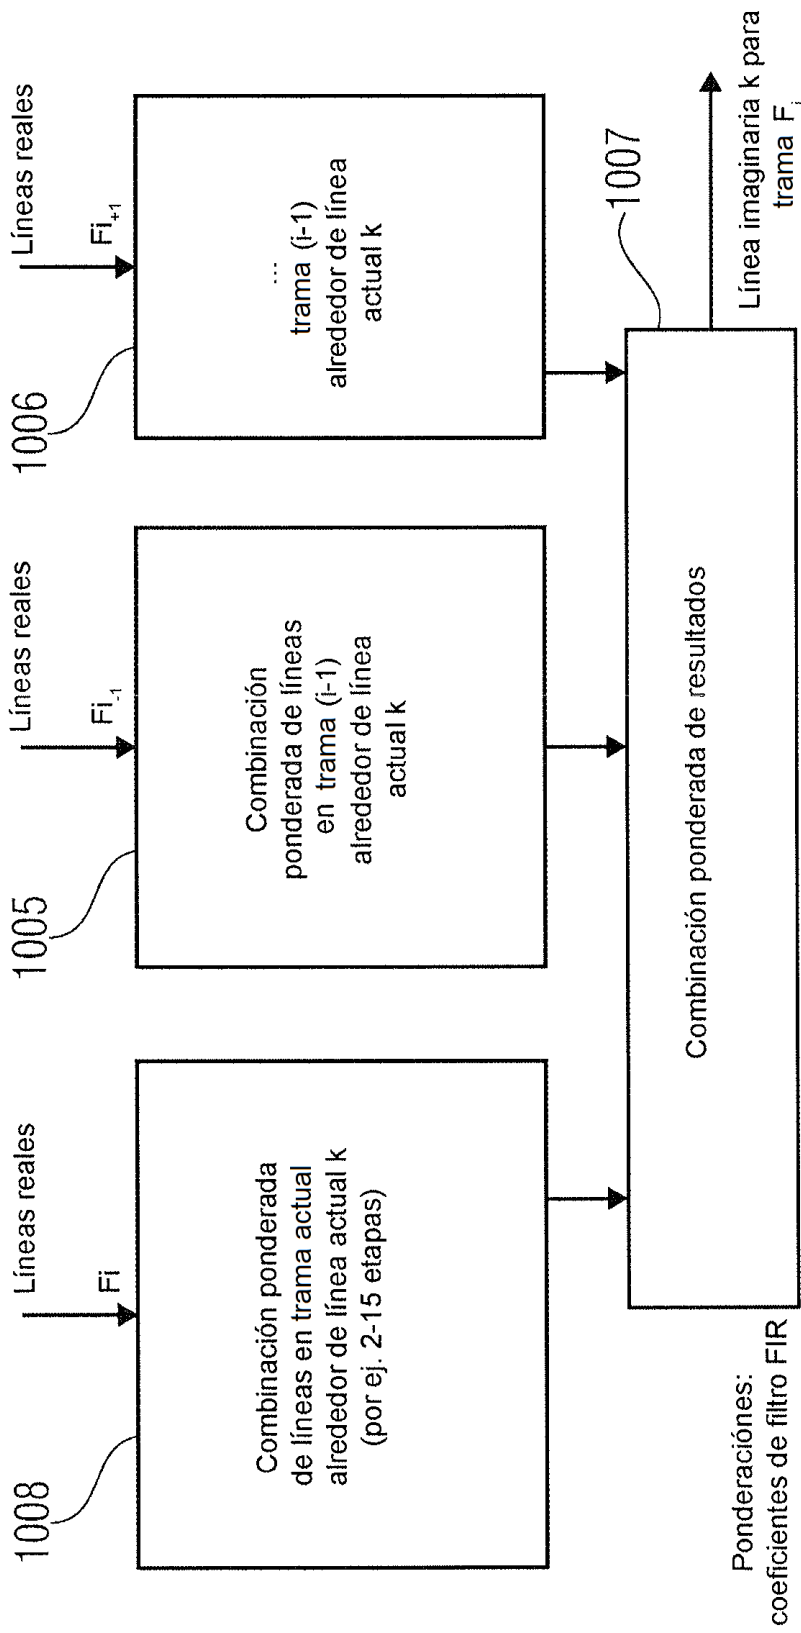 Líneas reales
Fi
1008
Combinación ponderada
de líneas en trama actual
alrededor de línea actual k
(por ej. 2-15 etapas)
Líneas reales
Fi-1
1005
Combinación
ponderada de líneas
en trama (i-1)
alrededor de línea
actual k
Líneas reales
Fi+1
1006
...
trama (i-1)
alrededor de línea
actual k
1007
Combinación ponderada de resultados
Ponderaciónes:
coeficientes de filtro FIR
Línea imaginaria k para
trama Fi